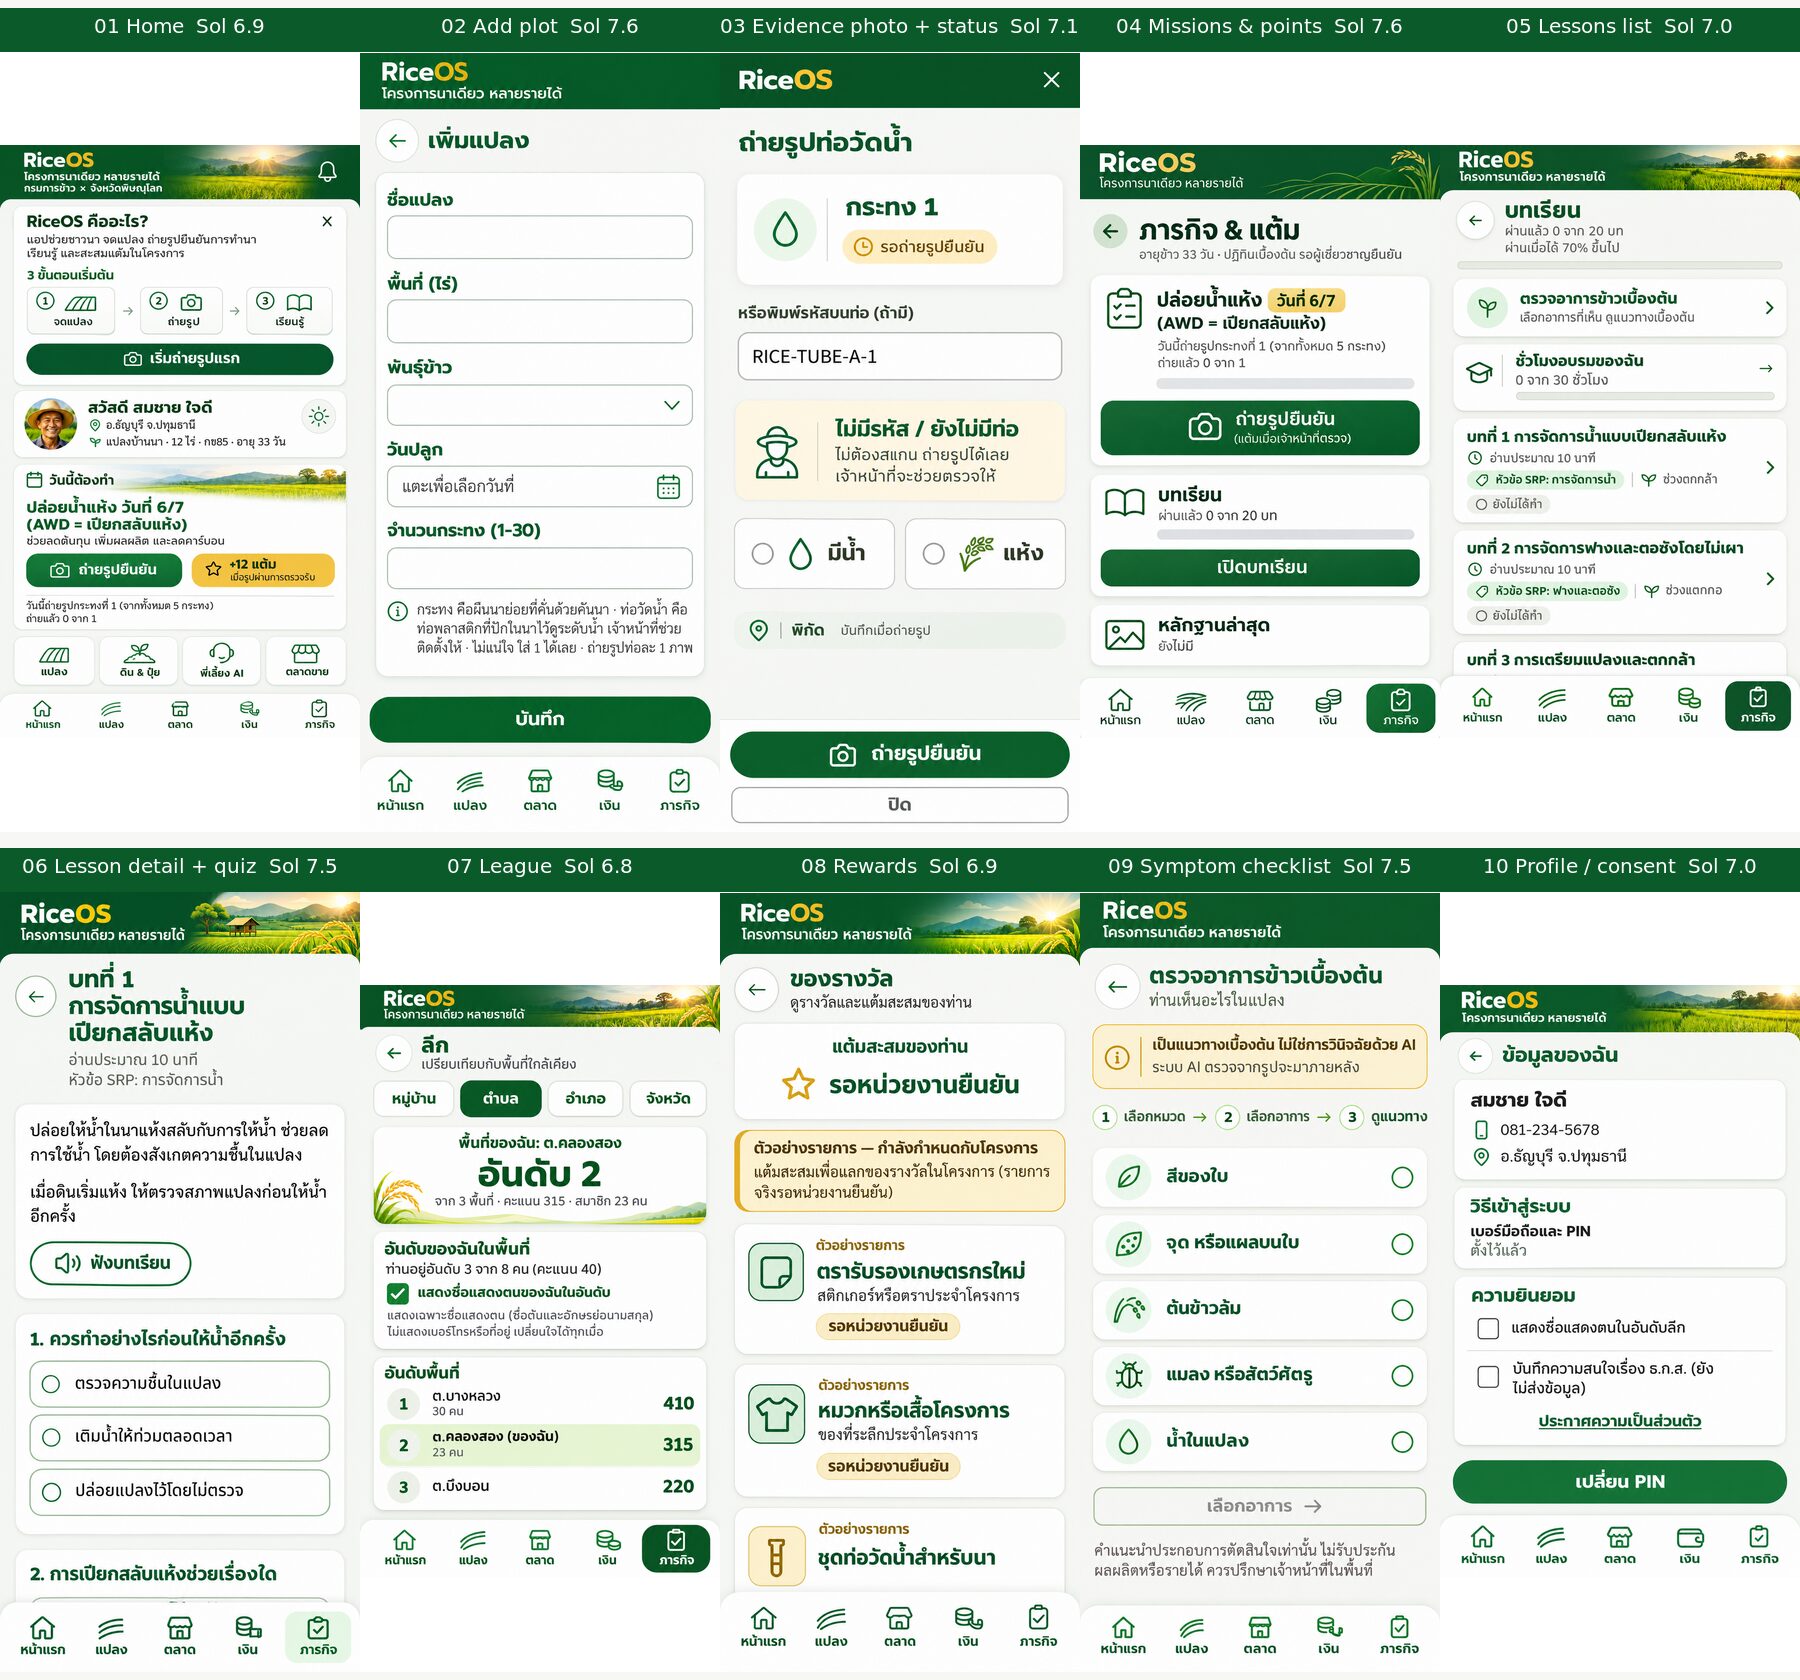 01 Home  Sol 6.9
RiceOS
โครงการนาเดียว หลายรายได้
กรมการข้าว × จังหวัดพิษณุโลก
RiceOS คืออะไร?
แอปช่วยชาวนา จดแปลง ถ่ายรูปยืนยันการทำนา
เรียนรู้ และสะสมแต้มในโครงการ
3 ขั้นตอนเริ่มต้น
1
จดแปลง
2
ถ่ายรูป
3
เรียนรู้
เริ่มถ่ายรูปแรก
สวัสดี สมชาย ใจดี
อ.ธัญบุรี จ.ปทุมธานี
แปลงบ้านนา · 12 ไร่ · กข85 · อายุ 33 วัน
วันนี้ต้องทำ
ปล่อยน้ำแห้ง วันที่ 6/7
(AWD = เปียกสลับแห้ง)
ช่วยลดต้นทุน เพิ่มผลผลิต และลดคาร์บอน
ถ่ายรูปยืนยัน
+12 แต้ม
เมื่อรูปผ่านการตรวจรับ
วันนี้ถ่ายรูปกระทงที่ 1 (จากทั้งหมด 5 กระทง)
ถ่ายแล้ว 0 จาก 1
แปลง
ดิน & ปุ๋ย
พี่เลี้ยง AI
ตลาดขาย
หน้าแรก
แปลง
ตลาด
เงิน
ภารกิจ
02 Add plot  Sol 7.6
RiceOS
โครงการนาเดียว หลายรายได้
เพิ่มแปลง
ชื่อแปลง
พื้นที่ (ไร่)
พันธุ์ข้าว
วันปลูก
แตะเพื่อเลือกวันที่
จำนวนกระทง (1-30)
กระทง คือผืนนาย่อยที่คั่นด้วยคันนา · ท่อวัดน้ำ คือ
ท่อพลาสติกที่ปักในนาไว้ดูระดับน้ำ เจ้าหน้าที่ช่วย
ติดตั้งให้ · ไม่แน่ใจ ใส่ 1 ได้เลย · ถ่ายรูปท่อละ 1 ภาพ
บันทึก
หน้าแรก
แปลง
ตลาด
เงิน
ภารกิจ
03 Evidence photo + status  Sol 7.1
RiceOS
ถ่ายรูปท่อวัดน้ำ
กระทง 1
รอถ่ายรูปยืนยัน
หรือพิมพ์รหัสบนท่อ (ถ้ามี)
RICE-TUBE-A-1
ไม่มีรหัส / ยังไม่มีท่อ
ไม่ต้องสแกน ถ่ายรูปได้เลย
เจ้าหน้าที่จะช่วยตรวจให้
มีน้ำ
แห้ง
พิกัด
บันทึกเมื่อถ่ายรูป
ถ่ายรูปยืนยัน
ปิด
04 Missions & points  Sol 7.6
RiceOS
โครงการนาเดียว หลายรายได้
ภารกิจ & แต้ม
อายุข้าว 33 วัน · ปฏิทินเบื้องต้น รอผู้เชี่ยวชาญยืนยัน
ปล่อยน้ำแห้ง วันที่ 6/7
(AWD = เปียกสลับแห้ง)
วันนี้ถ่ายรูปกระทงที่ 1 (จากทั้งหมด 5 กระทง)
ถ่ายแล้ว 0 จาก 1
ถ่ายรูปยืนยัน
(แต้มเมื่อเจ้าหน้าที่ตรวจ)
บทเรียน
ผ่านแล้ว 0 จาก 20 บท
เปิดบทเรียน
หลักฐานล่าสุด
ยังไม่มี
หน้าแรก
แปลง
ตลาด
เงิน
ภารกิจ
05 Lessons list  Sol 7.0
RiceOS
โครงการนาเดียว หลายรายได้
บทเรียน
ผ่านแล้ว 0 จาก 20 บท
ผ่านเมื่อได้ 70% ขึ้นไป
ตรวจอาการข้าวเบื้องต้น
เลือกอาการที่เห็น ดูแนวทางเบื้องต้น
ชั่วโมงอบรมของฉัน
0 จาก 30 ชั่วโมง
บทที่ 1 การจัดการน้ำแบบเปียกสลับแห้ง
อ่านประมาณ 10 นาที
หัวข้อ SRP: การจัดการน้ำ
ช่วงตกกล้า
ยังไม่ได้ทำ
บทที่ 2 การจัดการฟางและตอซังโดยไม่เผา
อ่านประมาณ 10 นาที
หัวข้อ SRP: ฟางและตอซัง
ช่วงแตกกอ
ยังไม่ได้ทำ
บทที่ 3 การเตรียมแปลงและตกกล้า
หน้าแรก
แปลง
ตลาด
เงิน
ภารกิจ
06 Lesson detail + quiz  Sol 7.5
RiceOS
โครงการนาเดียว หลายรายได้
บทที่ 1
การจัดการน้ำแบบ
เปียกสลับแห้ง
อ่านประมาณ 10 นาที
หัวข้อ SRP: การจัดการน้ำ
ปล่อยให้น้ำในนาแห้งสลับกับการให้น้ำ ช่วยลด
การใช้น้ำ โดยต้องสังเกตความชื้นในแปลง
เมื่อดินเริ่มแห้ง ให้ตรวจสภาพแปลงก่อนให้น้ำ
อีกครั้ง
ฟังบทเรียน
1. ควรทำอย่างไรก่อนให้น้ำอีกครั้ง
ตรวจความชื้นในแปลง
เติมน้ำให้ท่วมตลอดเวลา
ปล่อยแปลงไว้โดยไม่ตรวจ
2. การเปียกสลับแห้งช่วยเรื่องใด
หน้าแรก
แปลง
ตลาด
เงิน
ภารกิจ
07 League  Sol 6.8
RiceOS
โครงการนาเดียว หลายรายได้
ลีก
เปรียบเทียบกับพื้นที่ใกล้เคียง
หมู่บ้าน
ตำบล
อำเภอ
จังหวัด
พื้นที่ของฉัน: ต.คลองสอง
อันดับ 2
จาก 3 พื้นที่ · คะแนน 315 · สมาชิก 23 คน
อันดับของฉันในพื้นที่
ท่านอยู่อันดับ 3 จาก 8 คน (คะแนน 40)
แสดงชื่อแสดงตนของฉันในอันดับ
แสดงเฉพาะชื่อแสดงตน (ชื่อต้นและอักษรย่อนามสกุล)
ไม่แสดงเบอร์โทรหรือที่อยู่ เปลี่ยนใจได้ทุกเมื่อ
อันดับพื้นที่
1
ต.บางหลวง
30 คน
410
2
ต.คลองสอง (ของฉัน)
23 คน
315
3
ต.บึงบอน
220
หน้าแรก
แปลง
ตลาด
เงิน
ภารกิจ
08 Rewards  Sol 6.9
RiceOS
โครงการนาเดียว หลายรายได้
ของรางวัล
ดูรางวัลและแต้มสะสมของท่าน
แต้มสะสมของท่าน
รอหน่วยงานยืนยัน
ตัวอย่างรายการ — กำลังกำหนดกับโครงการ
แต้มสะสมเพื่อแลกของรางวัลในโครงการ (รายการ
จริงรอหน่วยงานยืนยัน)
ตัวอย่างรายการ
ตรารับรองเกษตรกรใหม่
สติกเกอร์หรือตราประจำโครงการ
รอหน่วยงานยืนยัน
ตัวอย่างรายการ
หมวกหรือเสื้อโครงการ
ของที่ระลึกประจำโครงการ
รอหน่วยงานยืนยัน
ตัวอย่างรายการ
ชุดท่อวัดน้ำสำหรับนา
หน้าแรก
แปลง
ตลาด
เงิน
ภารกิจ
09 Symptom checklist  Sol 7.5
RiceOS
โครงการนาเดียว หลายรายได้
ตรวจอาการข้าวเบื้องต้น
ท่านเห็นอะไรในแปลง
เป็นแนวทางเบื้องต้น ไม่ใช่การวินิจฉัยด้วย AI
ระบบ AI ตรวจจากรูปจะมาภายหลัง
1 เลือกหมวด → 2 เลือกอาการ → 3 ดูแนวทาง
สีของใบ
จุด หรือแผลบนใบ
ต้นข้าวล้ม
แมลง หรือสัตว์ศัตรู
น้ำในแปลง
เลือกอาการ →
คำแนะนำประกอบการตัดสินใจเท่านั้น ไม่รับประกัน
ผลผลิตหรือรายได้ ควรปรึกษาเจ้าหน้าที่ในพื้นที่
หน้าแรก
แปลง
ตลาด
เงิน
ภารกิจ
10 Profile / consent  Sol 7.0
RiceOS
โครงการนาเดียว หลายรายได้
ข้อมูลของฉัน
สมชาย ใจดี
081-234-5678
อ.ธัญบุรี จ.ปทุมธานี
วิธีเข้าสู่ระบบ
เบอร์มือถือและ PIN
ตั้งไว้แล้ว
ความยินยอม
แสดงชื่อแสดงตนในอันดับลีก
บันทึกความสนใจเรื่อง ธ.ก.ส. (ยัง
ไม่ส่งข้อมูล)
ประกาศความเป็นส่วนตัว
เปลี่ยน PIN
หน้าแรก
แปลง
ตลาด
เงิน
ภารกิจ